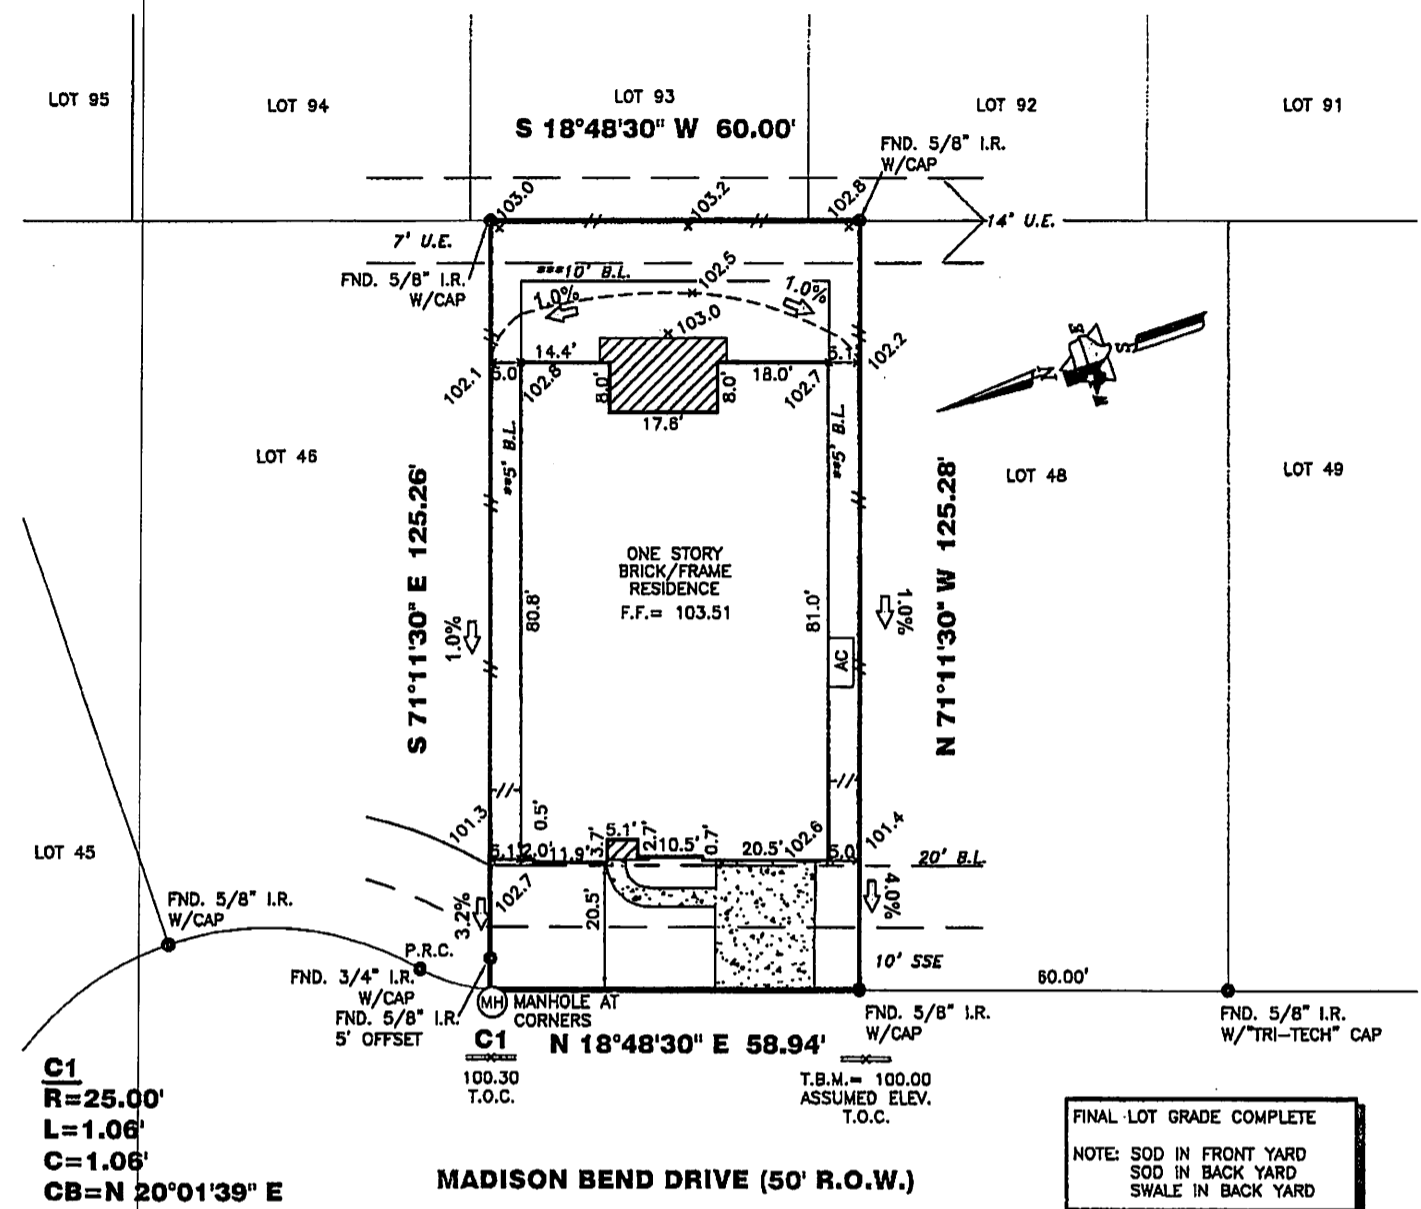 LOT 95
LOT 94
LOT 93
LOT 92
LOT 91
S 18°48'30" W 60.00'
FND. 5/8" I.R.
W/CAP
103.0
103.2
102.8
14' U.E.
7' U.E.
FND. 5/8" I.R.
W/CAP
***10' B.L.
102.5
1.0%
1.0%
103.0
14.4'
5.0'
102.8
102.1
8.0'
8.0'
17.8'
18.0'
102.7
5.1'
102.2
N
S
E
W
LOT 46
**5' B.L.
**5' B.L.
LOT 48
LOT 49
S 71°11'30" E 125.26'
N 71°11'30" W 125.28'
ONE STORY
BRICK/FRAME
RESIDENCE
F.F.= 103.51
80.8'
81.0'
1.0%
1.0%
AC
LOT 45
101.3
0.5'
5.1'
2.0'
11.9'
3.7'
5.1'
2.7'
10.5'
0.7'
20.5'
102.6
5.0'
101.4
20' B.L.
102.7
3.2%
20.5'
4.0%
10' SSE
FND. 5/8" I.R.
W/CAP
P.R.C.
FND. 3/4" I.R.
W/CAP
FND. 5/8" I.R.
5' OFFSET
MH
MANHOLE AT
CORNERS
60.00'
FND. 5/8" I.R.
W/CAP
FND. 5/8" I.R.
W/"TRI-TECH" CAP
C1
N 18°48'30" E 58.94'
100.30
T.O.C.
T.B.M.= 100.00
ASSUMED ELEV.
T.O.C.
C1
R=25.00'
L=1.06'
C=1.06'
CB=N 20°01'39" E
MADISON BEND DRIVE (50' R.O.W.)
FINAL LOT GRADE COMPLETE
NOTE: SOD IN FRONT YARD
SOD IN BACK YARD
SWALE IN BACK YARD